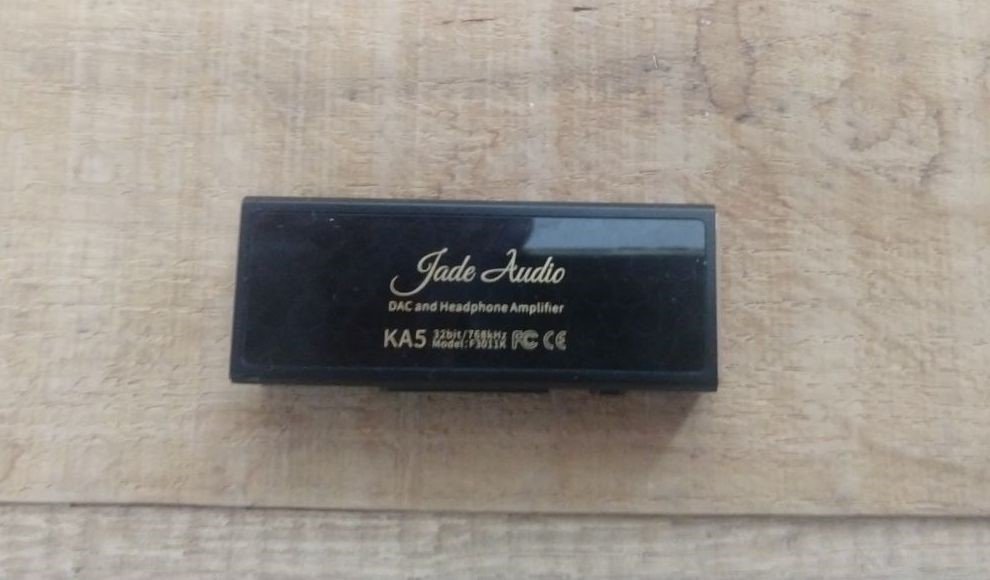 Jade Audio
DAC and Headphone Amplifier
KA5 32bit/768kHz FC CE
Model:F3011K